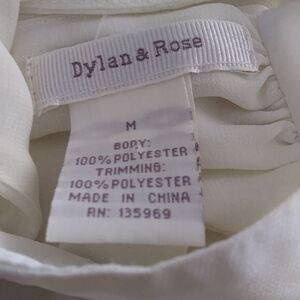 Dylan & Rose
M
BODY:
100% POLYESTER
TRIMMING:
100% POLYESTER
MADE IN CHINA
RN: 135969